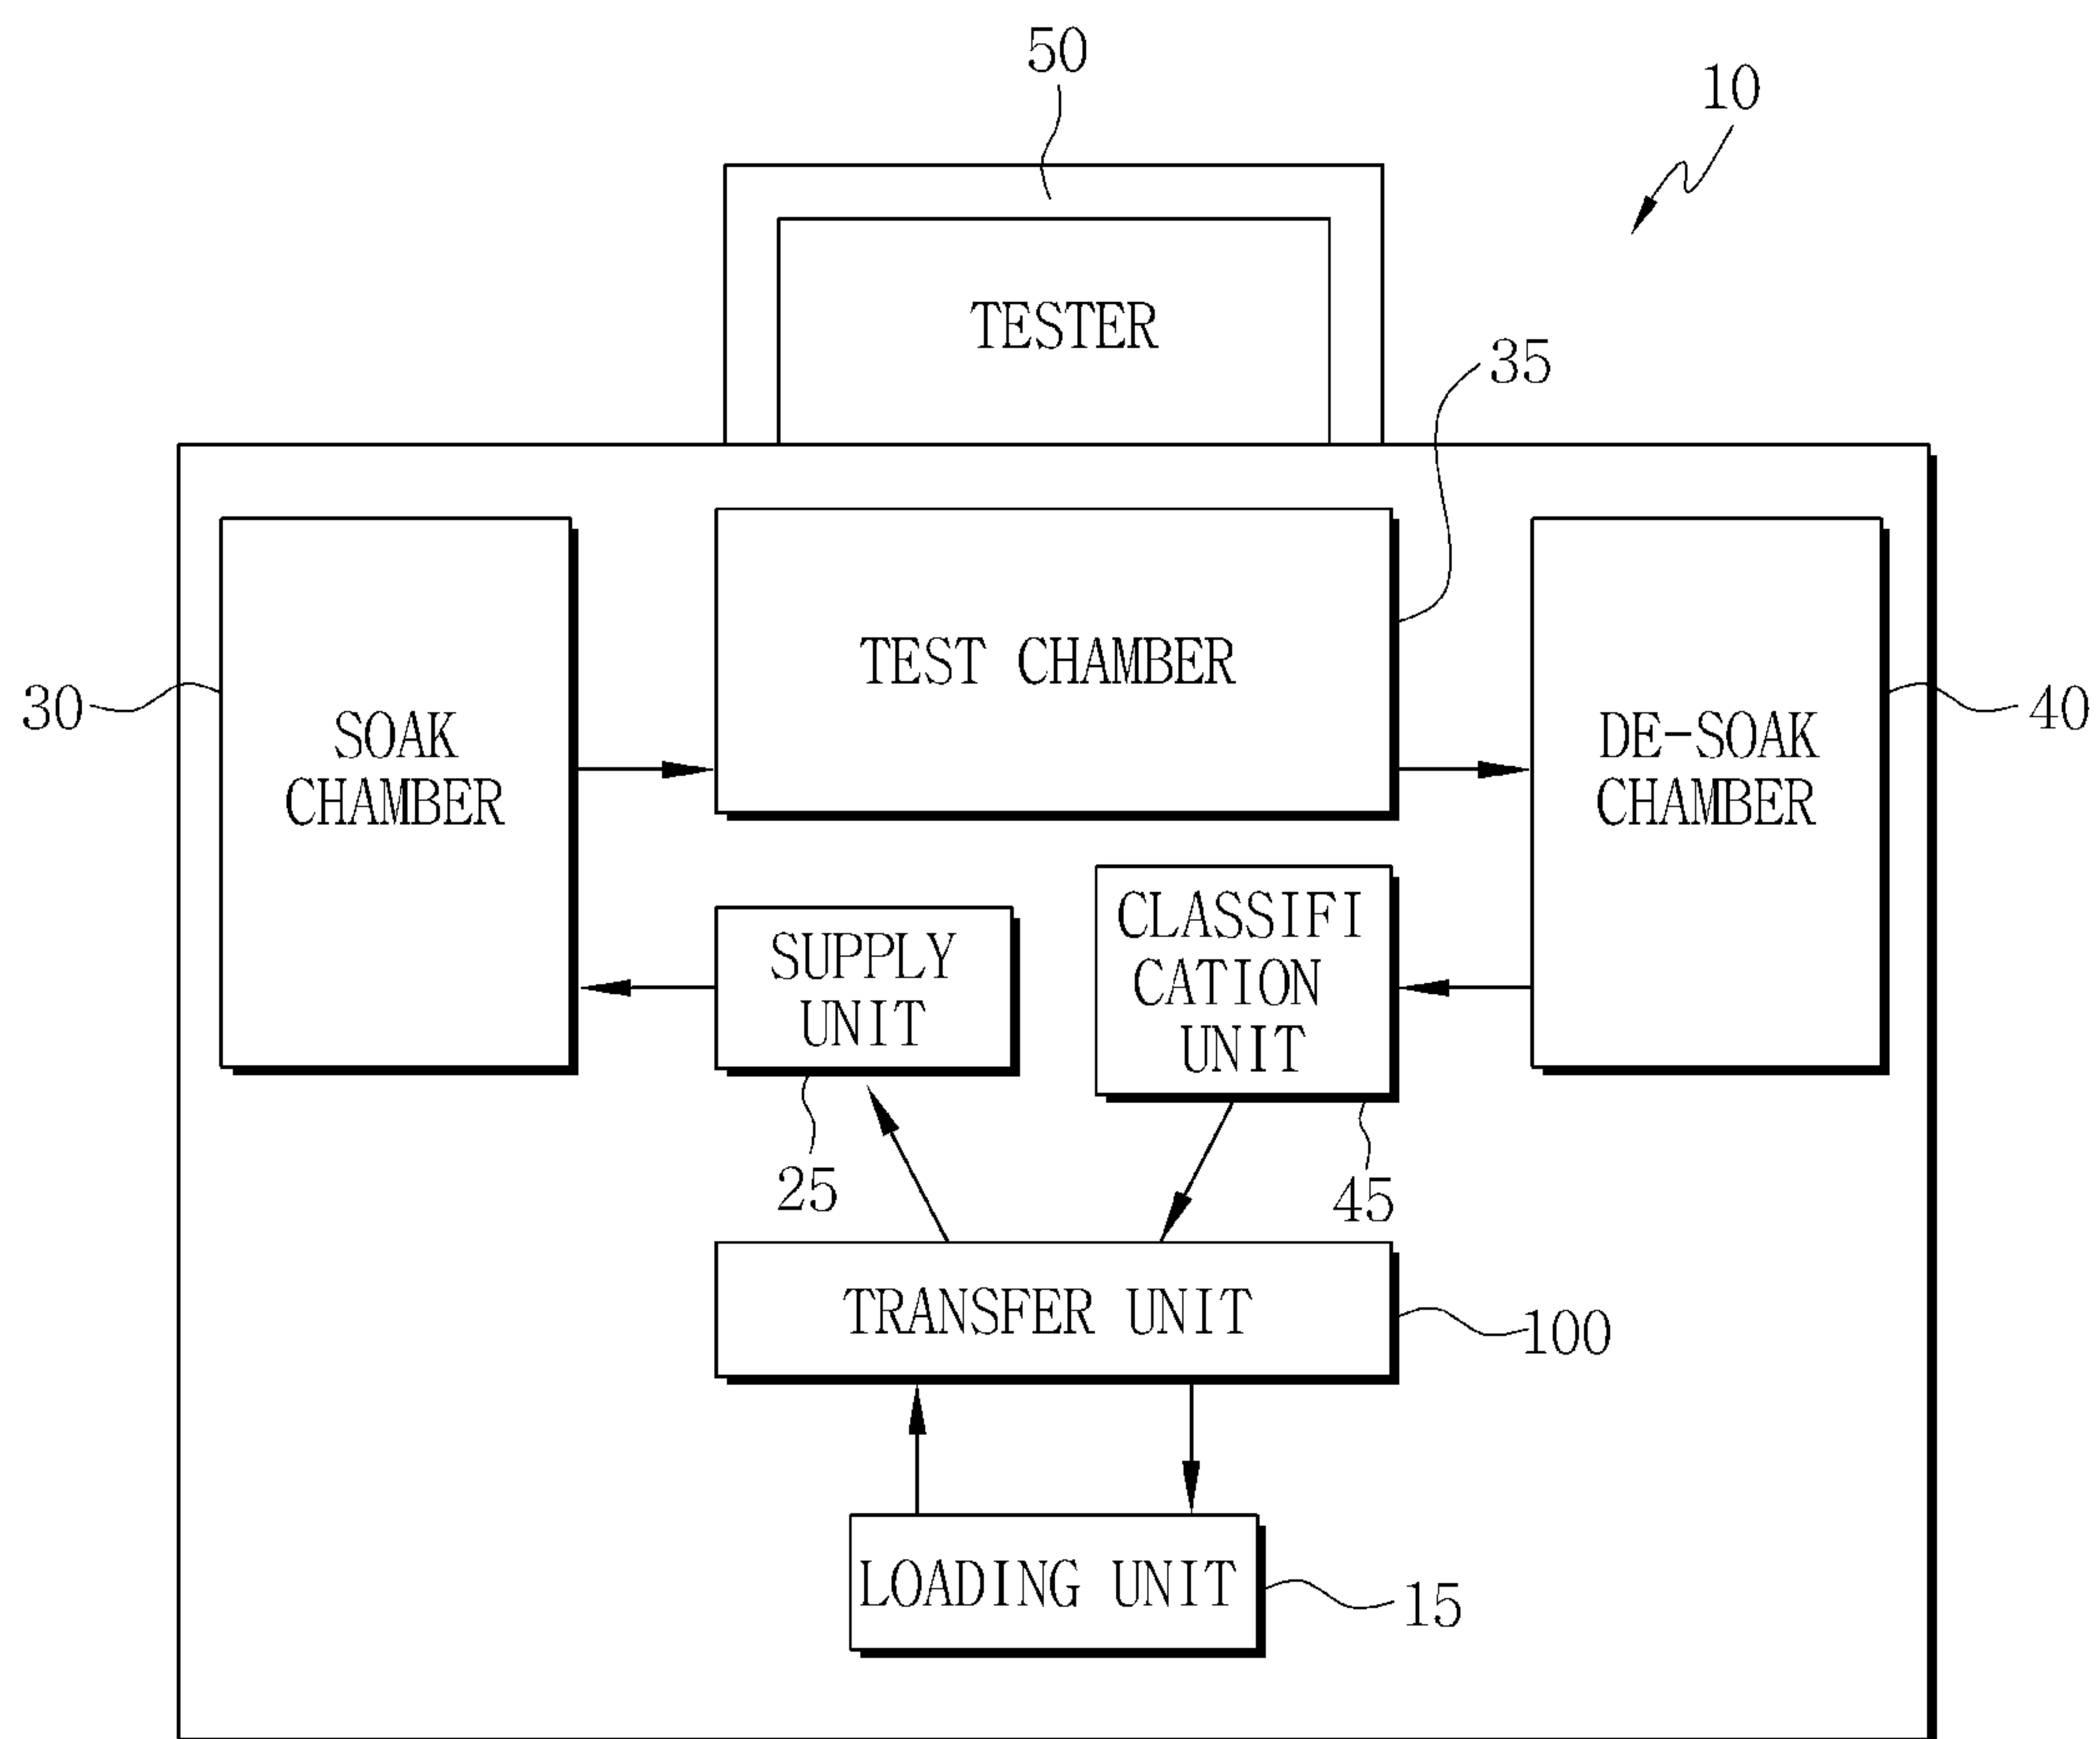 50
10
TESTER
35
TEST CHAMBER
30
SOAK
CHAMBER
DE-SOAK
CHAMBER
40
SUPPLY
UNIT
CLASSIFI
CATION
UNIT
25
45
TRANSFER UNIT
100
LOADING UNIT
15